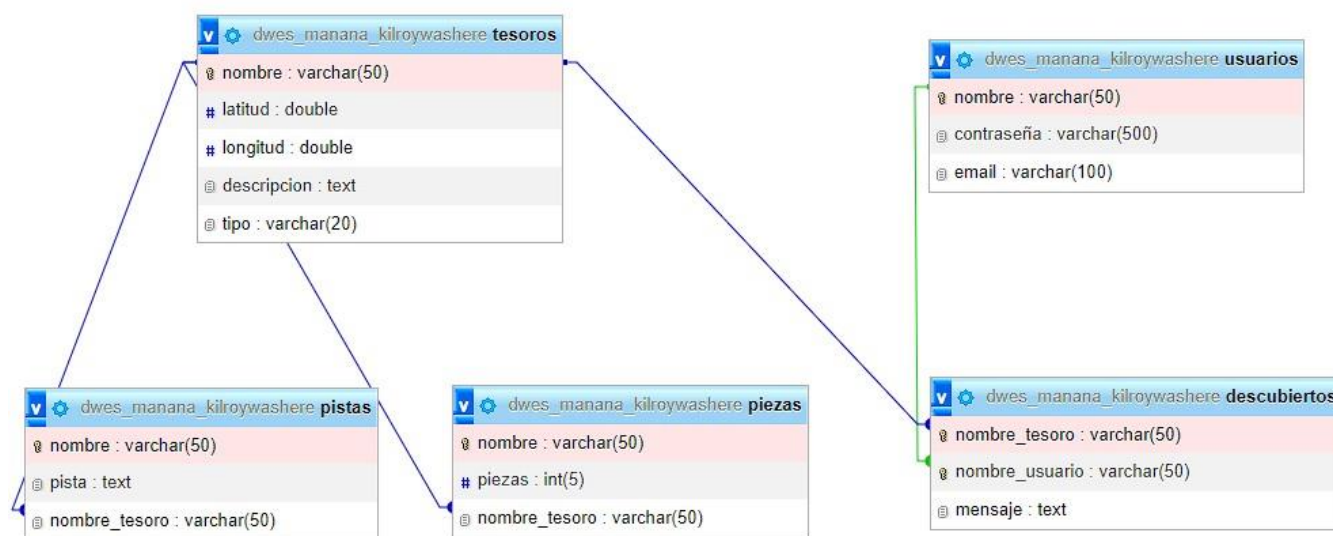 dwes_manana_kilroywashere tesoros
nombre : varchar(50)
latitud : double
longitud : double
descripcion : text
tipo : varchar(20)
dwes_manana_kilroywashere usuarios
nombre : varchar(50)
contraseña : varchar(500)
email : varchar(100)
dwes_manana_kilroywashere pistas
nombre : varchar(50)
pista : text
nombre_tesoro : varchar(50)
dwes_manana_kilroywashere piezas
nombre : varchar(50)
piezas : int(5)
nombre_tesoro : varchar(50)
dwes_manana_kilroywashere descubiertos
nombre_tesoro : varchar(50)
nombre_usuario : varchar(50)
mensaje : text